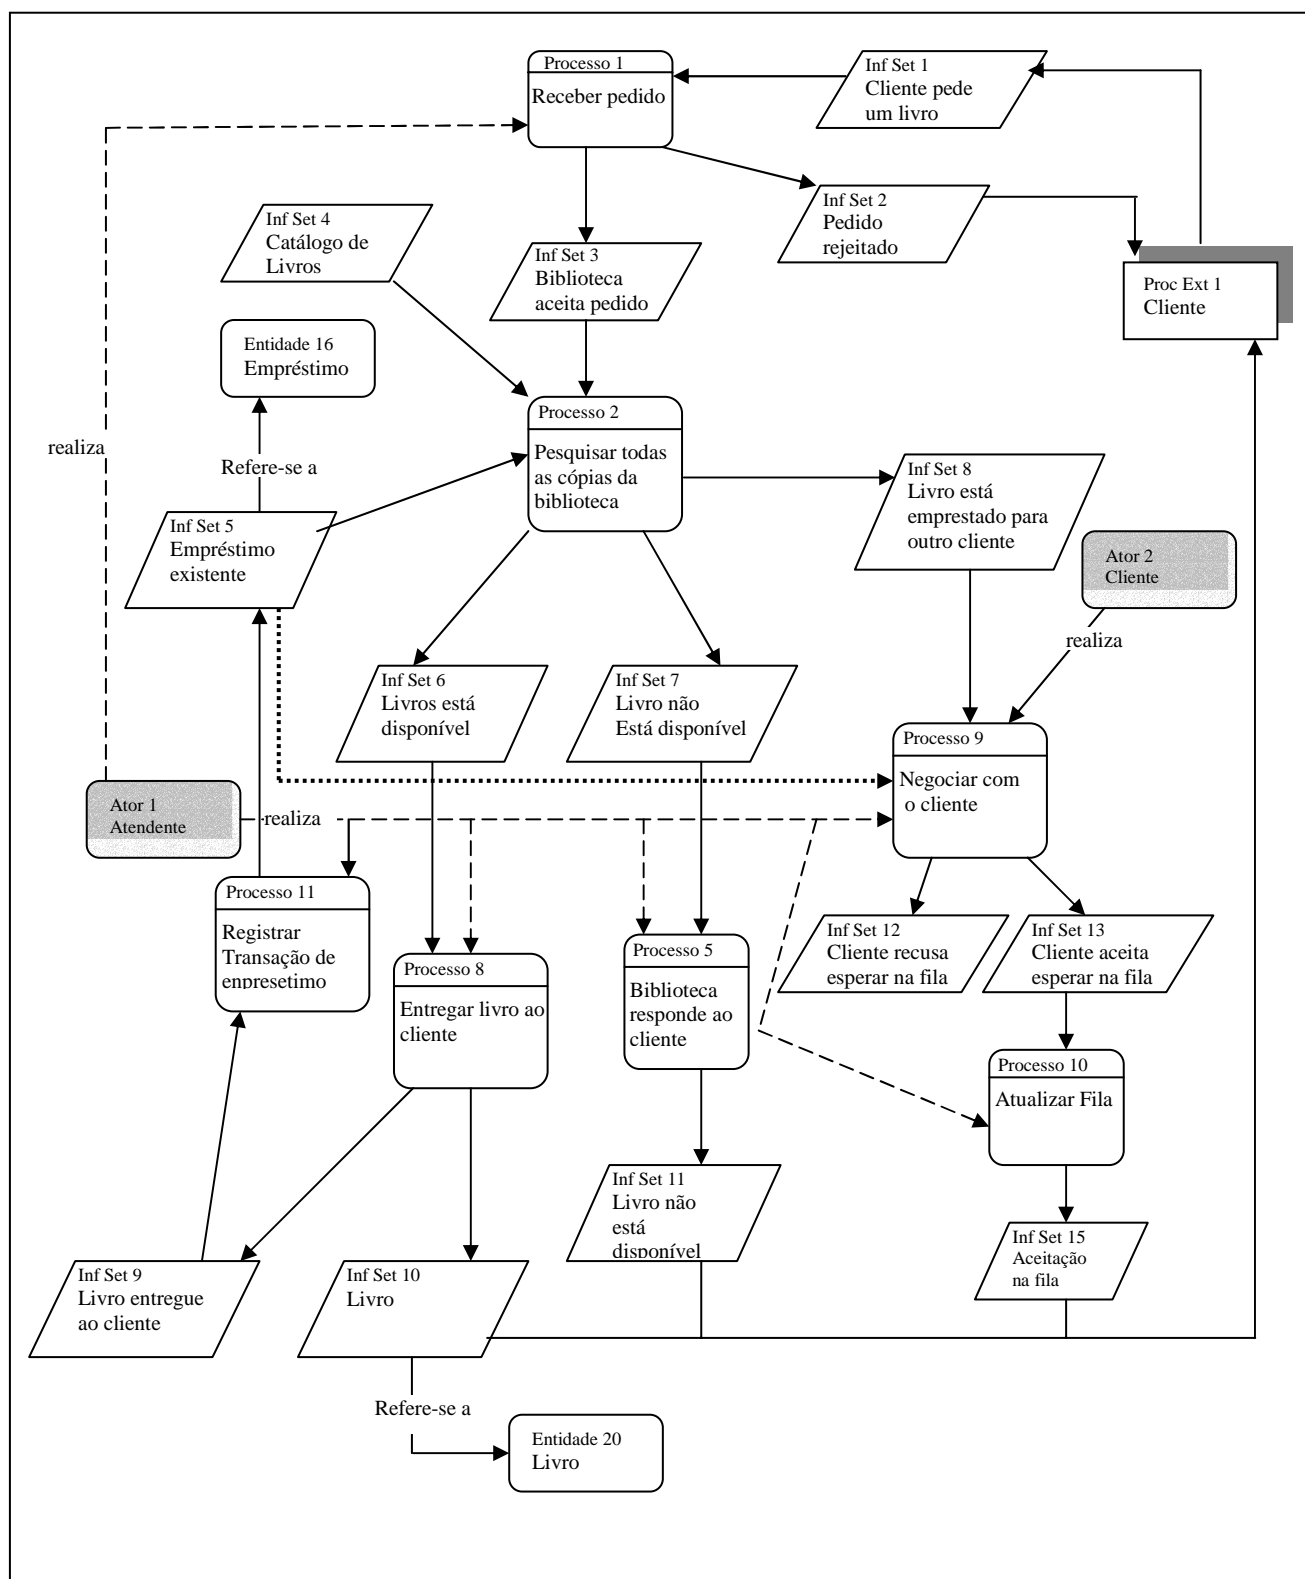 Processo 1
Receber pedido
Inf Set 1
Cliente pede
um livro
Inf Set 2
Pedido
rejeitado
Inf Set 4
Catálogo de
Livros
Inf Set 3
Biblioteca
aceita pedido
Proc Ext 1
Cliente
Entidade 16
Empréstimo
realiza
Refere-se a
Processo 2
Pesquisar todas
as cópias da
biblioteca
Inf Set 8
Livro está
emprestado para
outro cliente
Inf Set 5
Empréstimo
existente
Ator 2
Cliente
realiza
Inf Set 6
Livros está
disponível
Inf Set 7
Livro não
Está disponível
Processo 9
Negociar com
o cliente
Ator 1
Atendente
realiza
Processo 11
Registrar
Transação de
enpresetimo
Processo 8
Entregar livro ao
cliente
Processo 5
Biblioteca
responde ao
cliente
Inf Set 12
Cliente recusa
esperar na fila
Inf Set 13
Cliente aceita
esperar na fila
Processo 10
Atualizar Fila
Inf Set 9
Livro entregue
ao cliente
Inf Set 10
Livro
Inf Set 11
Livro não
está
disponível
Inf Set 15
Aceitação
na fila
Refere-se a
Entidade 20
Livro